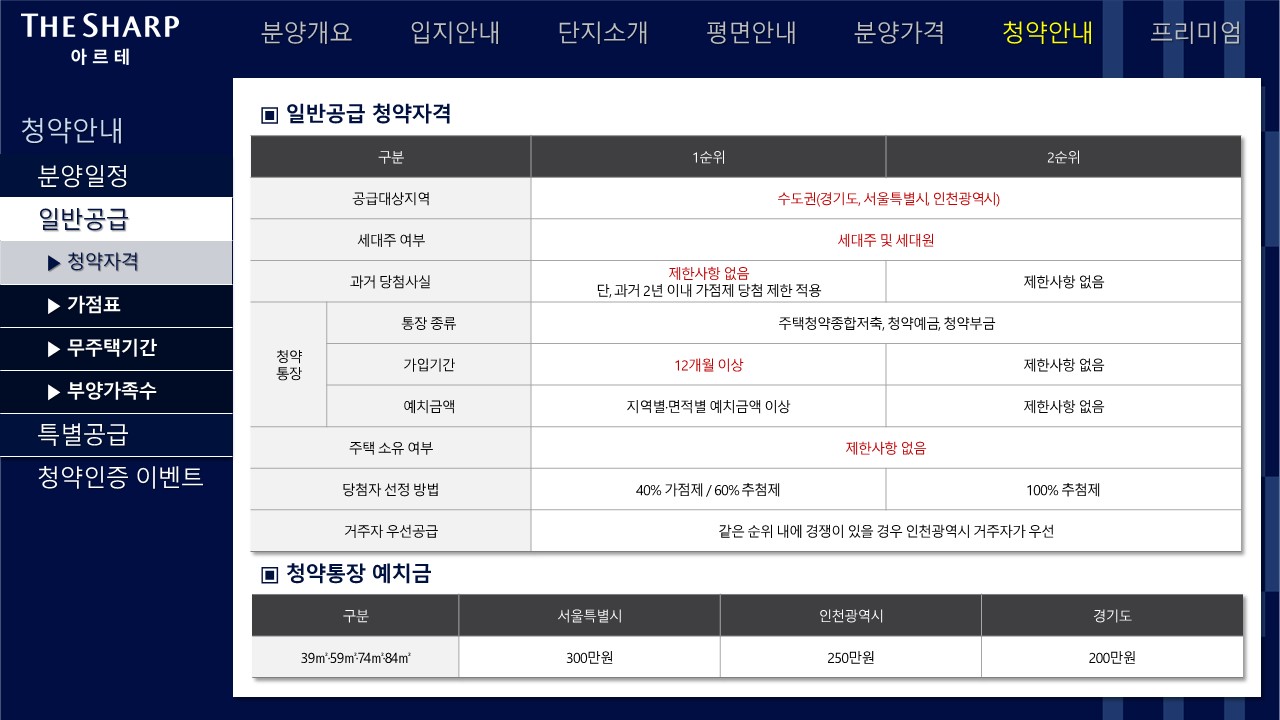 THE SHARP
아르테
분양개요 입지안내 단지소개 평면안내 분양가격 청약안내 프리미엄
청약안내
분양일정
일반공급
▶ 청약자격
▶ 가점표
▶ 무주택기간
▶ 부양가족수
특별공급
청약인증 이벤트
▣ 일반공급 청약자격
구분 1순위 2순위
공급대상지역 수도권(경기도, 서울특별시, 인천광역시)
세대주 여부 세대주 및 세대원
과거 당첨사실 제한사항 없음 제한사항 없음
단, 과거 2년 이내 가점제 당첨 제한 적용
청약
통장
통장 종류 주택청약종합저축, 청약예금, 청약부금
가입기간 12개월 이상 제한사항 없음
예치금액 지역별·면적별 예치금액 이상 제한사항 없음
주택 소유 여부 제한사항 없음
당첨자 선정 방법 40% 가점제 / 60% 추첨제 100% 추첨제
거주자 우선공급 같은 순위 내에 경쟁이 있을 경우 인천광역시 거주자가 우선
▣ 청약통장 예치금
구분 서울특별시 인천광역시 경기도
39㎡·59㎡·74㎡·84㎡ 300만원 250만원 200만원